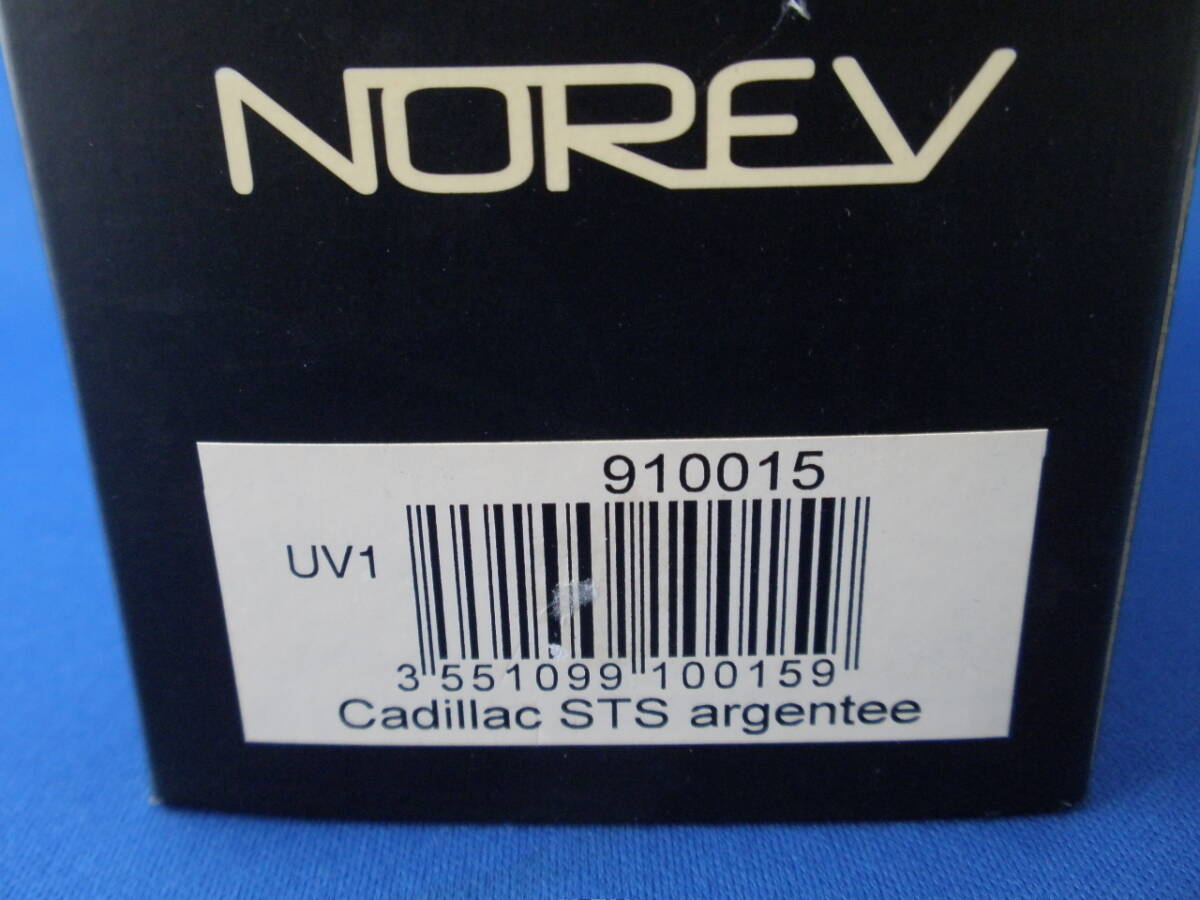 NOREV
910015
UV1
3 551099 100159
Cadillac STS argentee